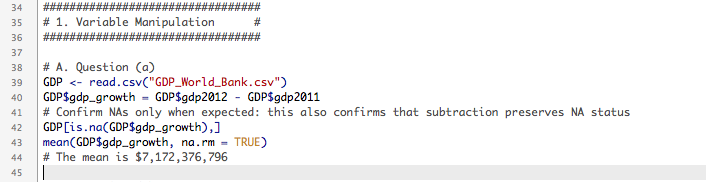 34 #################################
35 # 1. Variable Manipulation      #
36 #################################
37
38 # A. Question (a)
39 GDP <- read.csv("GDP_World_Bank.csv")
40 GDP$gdp_growth = GDP$gdp2012 - GDP$gdp2011
41 # Confirm NAs only when expected: this also confirms that subtraction preserves NA status
42 GDP[is.na(GDP$gdp_growth),]
43 mean(GDP$gdp_growth, na.rm = TRUE)
44 # The mean is $7,172,376,796
45